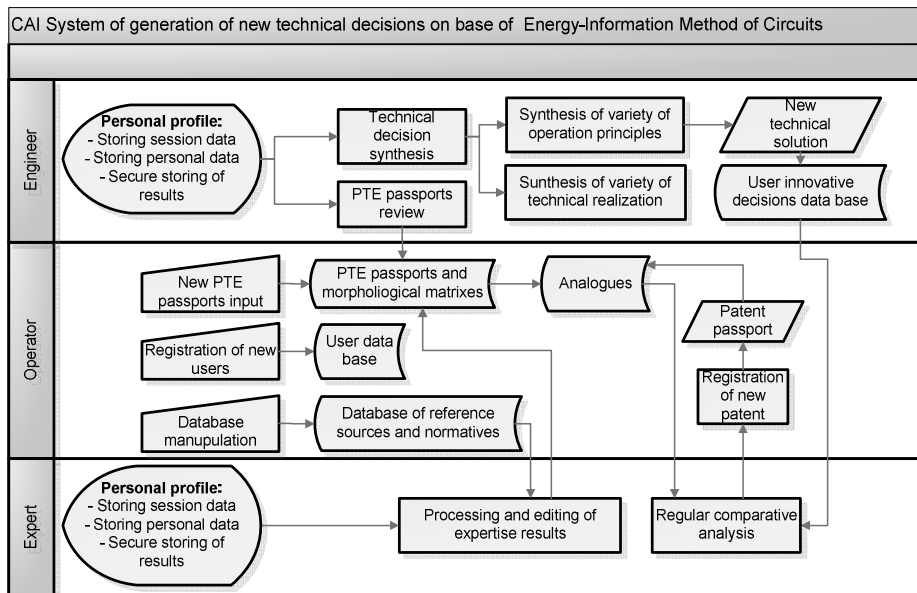 CAI System of generation of new technical decisions on base of Energy-Information Method of Circuits
Engineer
Personal profile:
- Storing session data
- Storing personal data
- Secure storing of
results
Technical
decision
synthesis
PTE passports
review
Synthesis of variety of
operation principles
Sunthesis of variety of
technical realization
New
technical
solution
User innovative
decisions data base
Operator
New PTE
passports input
PTE passports and
morpholiogical matrixes
Analogues
Patent
passport
Registration of new
users
User data
base
Registration
of new
patent
Database
manupulation
Database of reference
sources and normatives
Expert
Personal profile:
- Storing session data
- Storing personal data
- Secure storing of
results
Processing and editing of
expertise results
Regular comparative
analysis